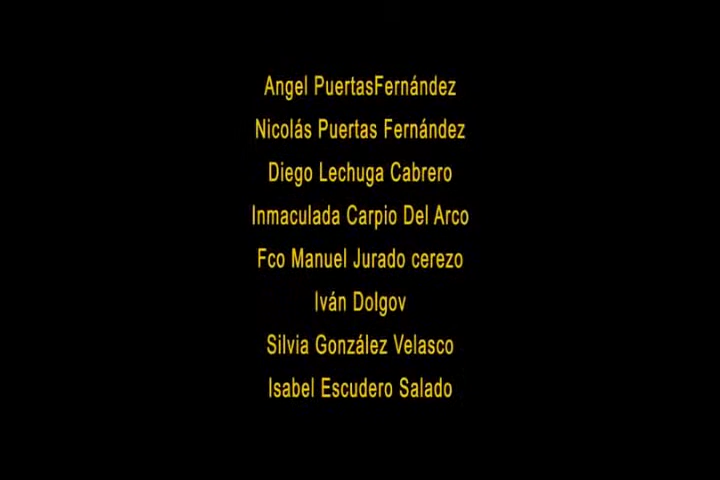 Angel PuertasFernández
Nicolás Puertas Fernández
Diego Lechuga Cabrero
Inmaculada Carpio Del Arco
Fco Manuel Jurado cerezo
Iván Dolgov
Silvia González Velasco
Isabel Escudero Salado